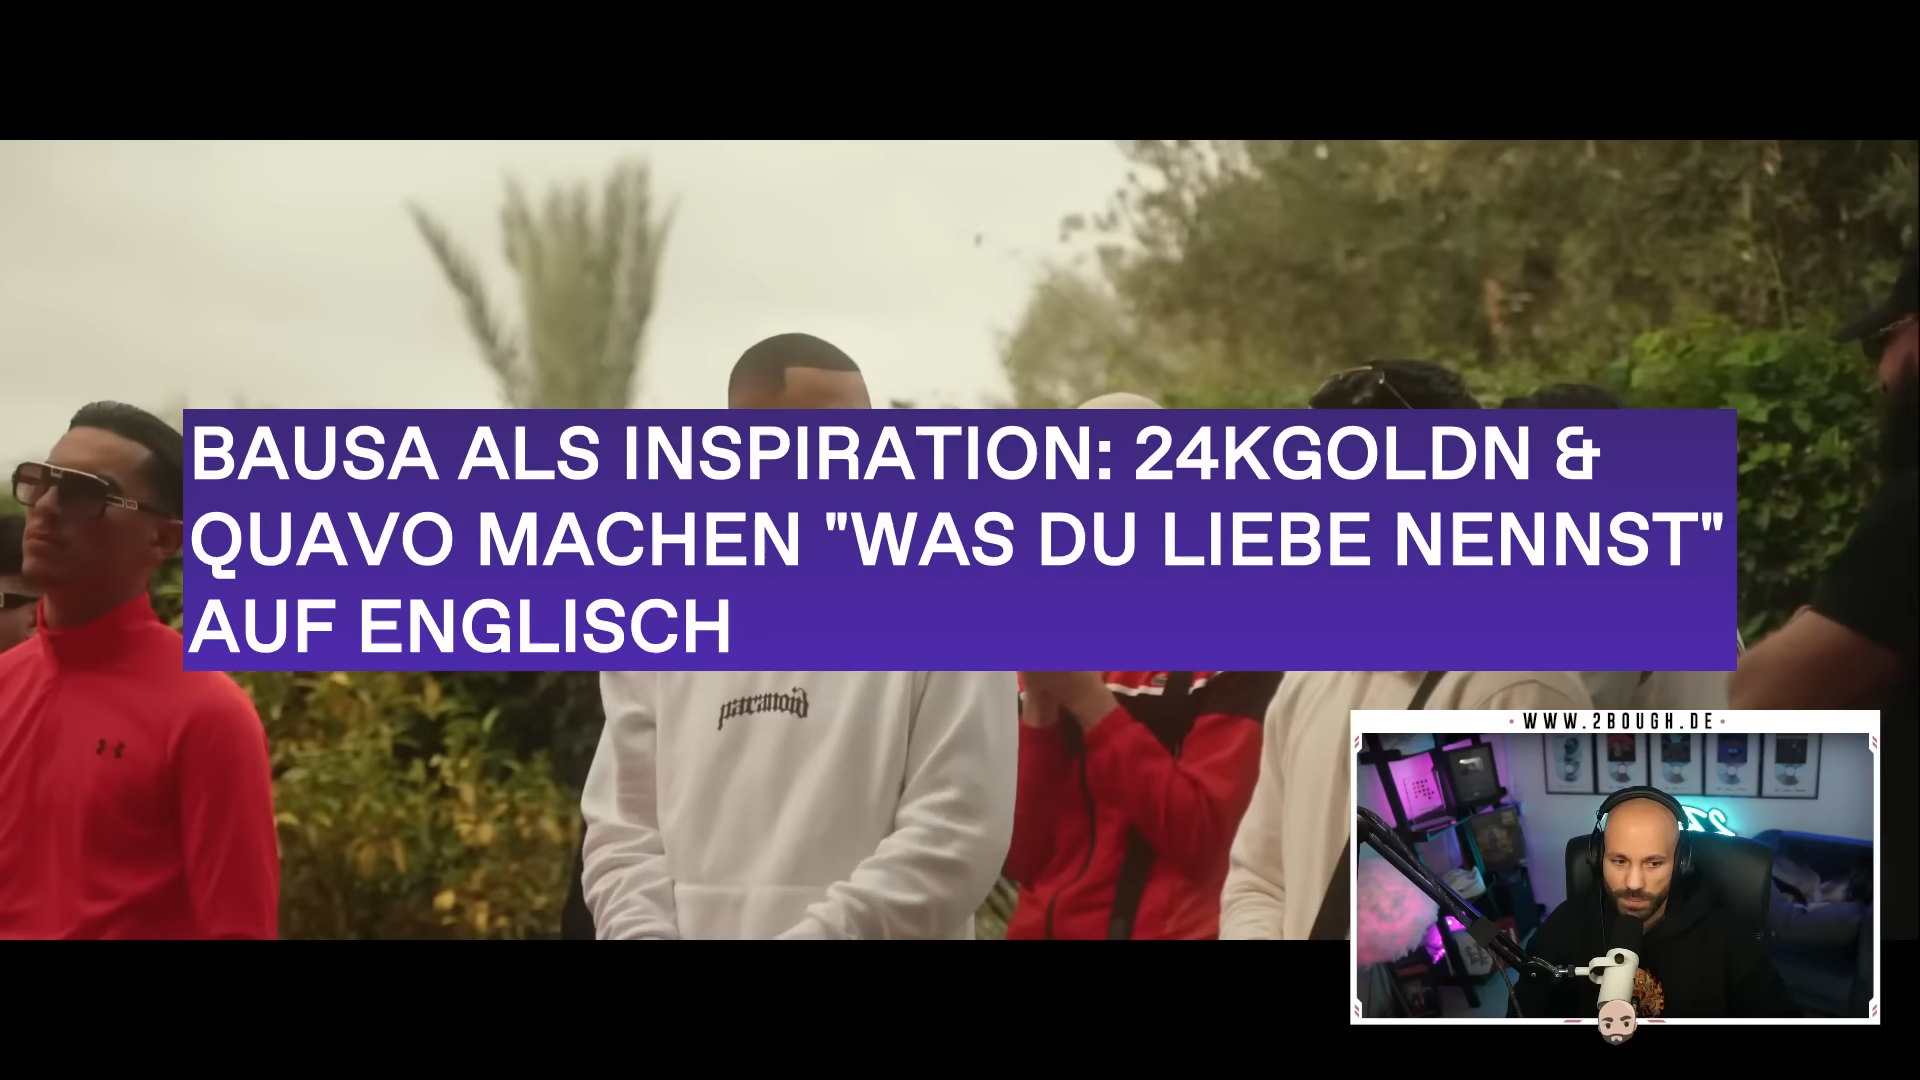 BAUSA ALS INSPIRATION: 24KGOLDN &
QUAVO MACHEN "WAS DU LIEBE NENNST"
AUF ENGLISCH
paranoid
WWW.2BOUGH.DE